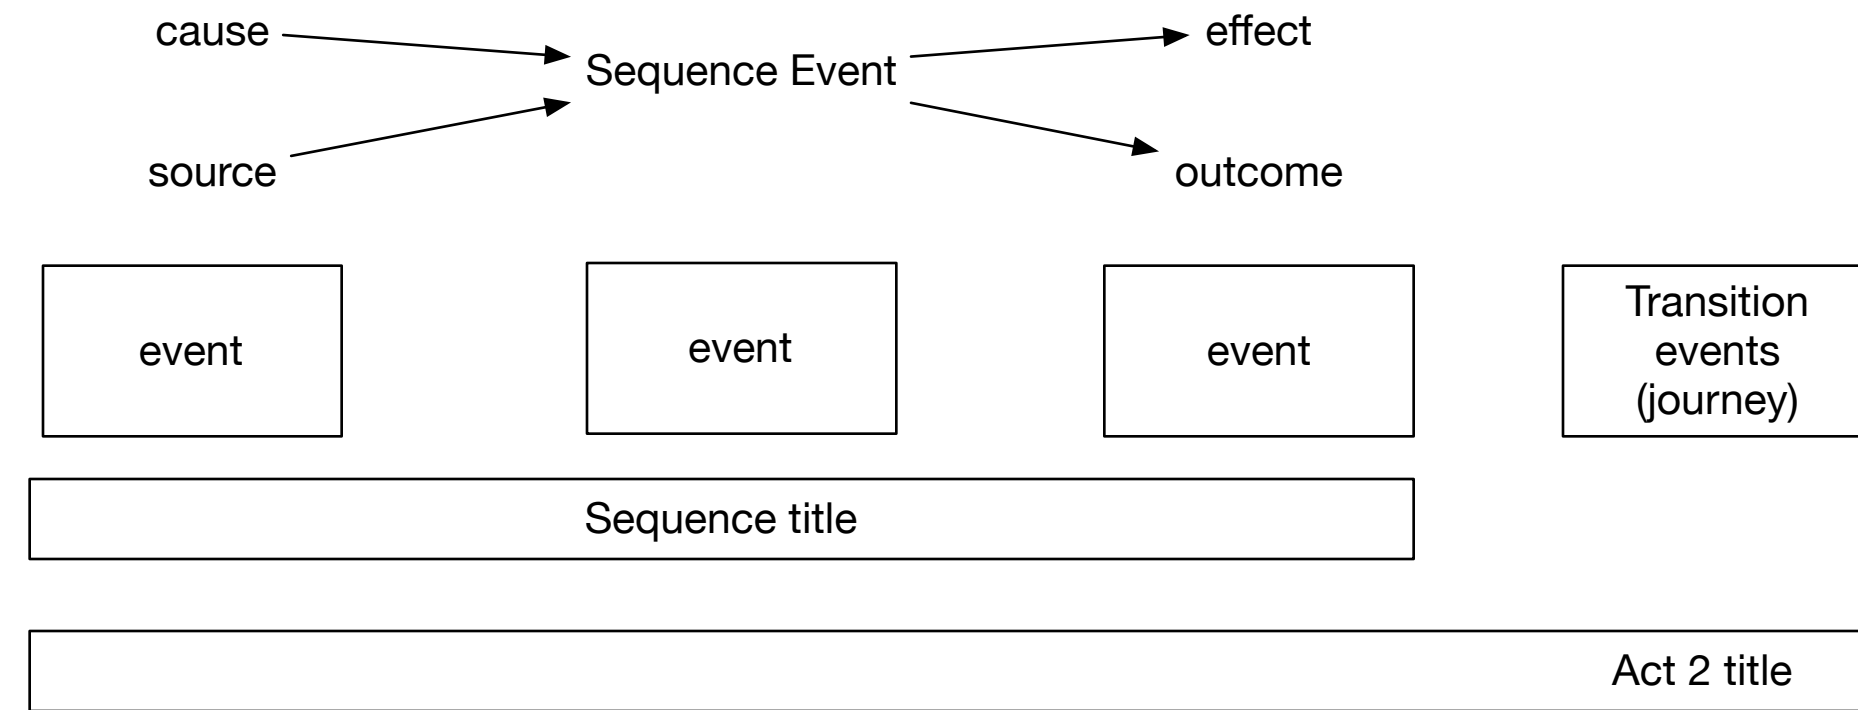 cause
effect
Sequence Event
source
outcome
event
event
event
Transition
events
(journey)
Sequence title
Act 2 title